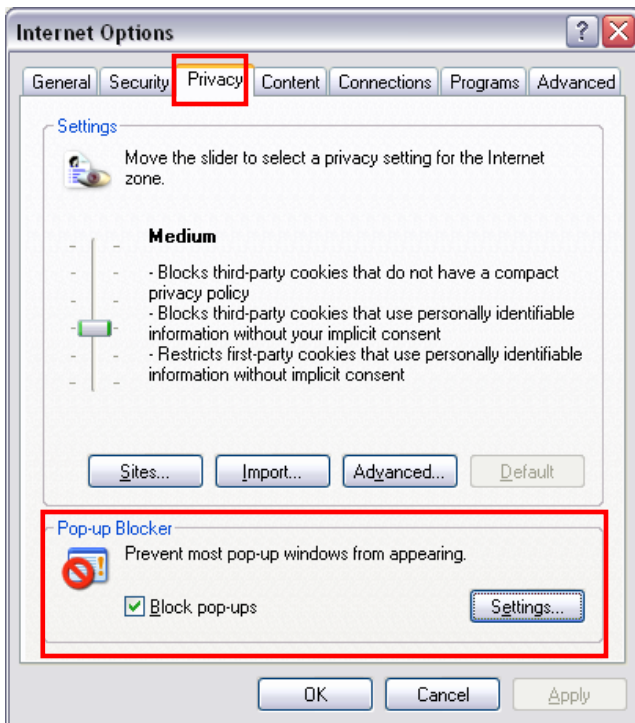 Internet Options
General Security Privacy Content Connections Programs Advanced
Settings
Move the slider to select a privacy setting for the Internet
zone.
Medium
- Blocks third-party cookies that do not have a compact
privacy policy
- Blocks third-party cookies that use personally identifiable
information without your implicit consent
- Restricts first-party cookies that use personally identifiable
information without implicit consent
Sites... Import... Advanced... Default
Pop-up Blocker
Prevent most pop-up windows from appearing.
Block pop-ups Settings...
OK Cancel Apply